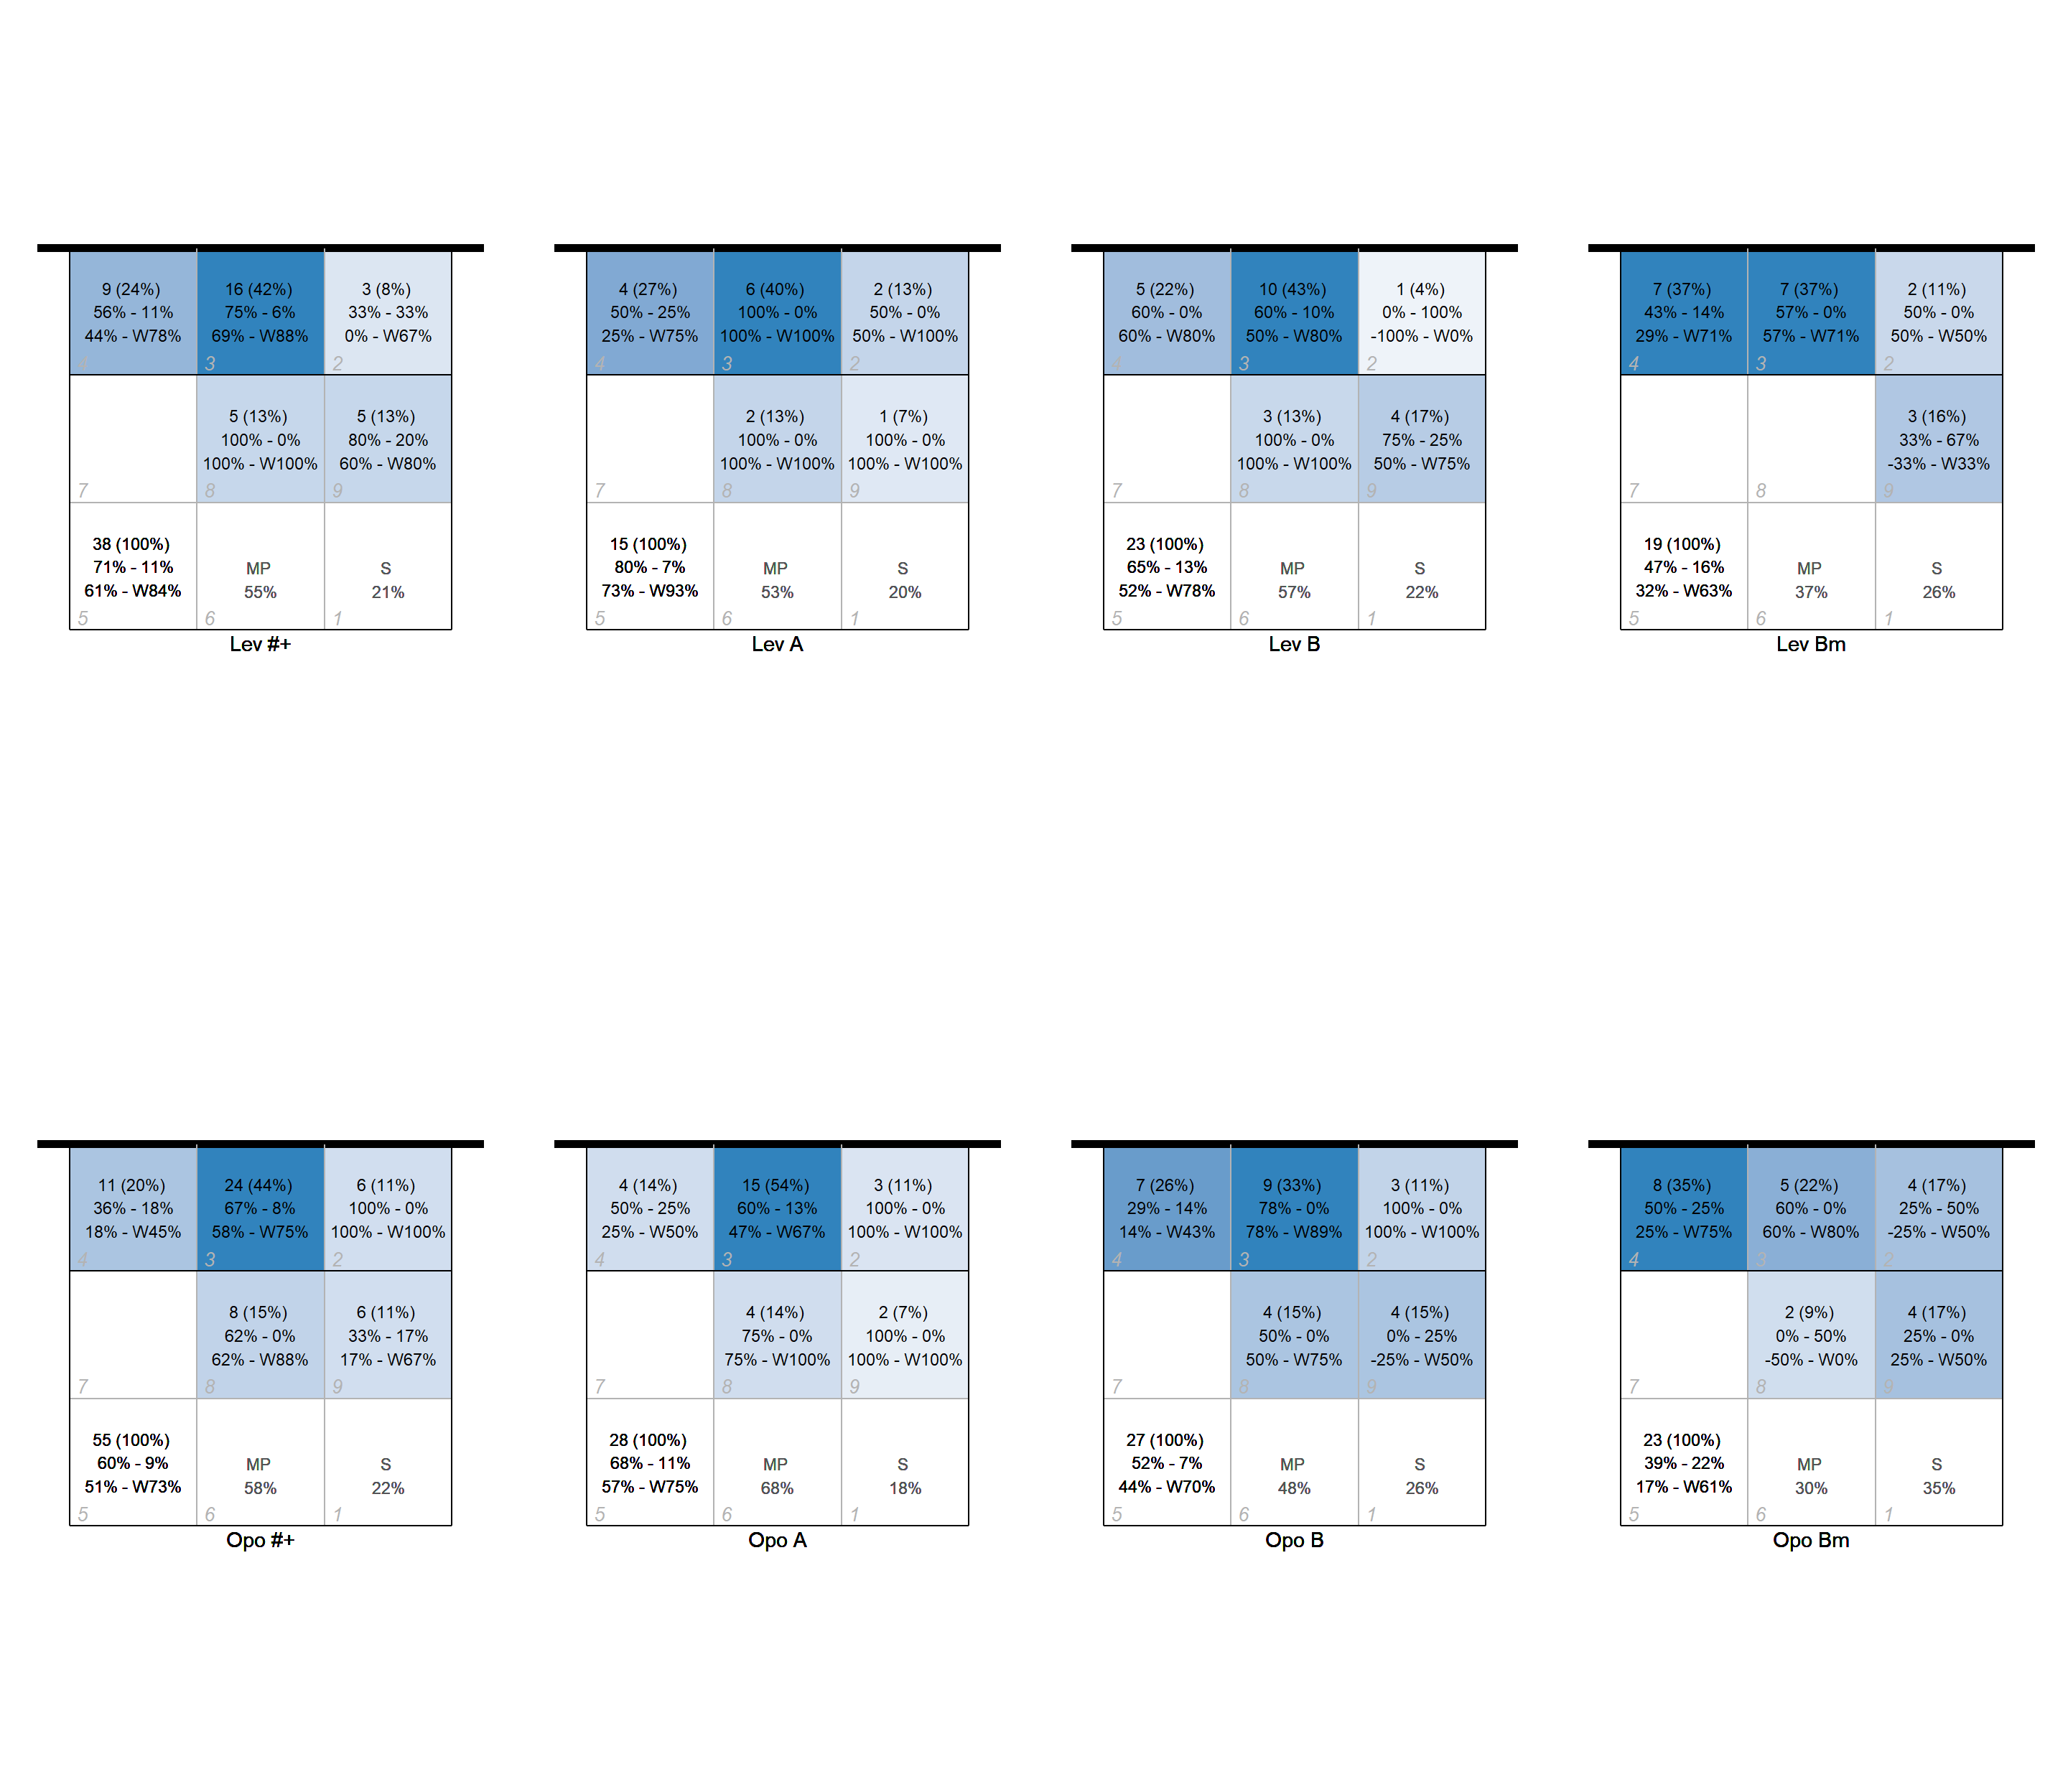 9 (24%)
56% - 11%
44% - W78%
4
16 (42%)
75% - 6%
69% - W88%
3
3 (8%)
33% - 33%
0% - W67%
2
7
5 (13%)
100% - 0%
100% - W100%
8
5 (13%)
80% - 20%
60% - W80%
9
38 (100%)
71% - 11%
61% - W84%
5
MP
55%
6
S
21%
1
Lev #+
4 (27%)
50% - 25%
25% - W75%
4
6 (40%)
100% - 0%
100% - W100%
3
2 (13%)
50% - 0%
50% - W100%
2
7
2 (13%)
100% - 0%
100% - W100%
8
1 (7%)
100% - 0%
100% - W100%
9
15 (100%)
80% - 7%
73% - W93%
5
MP
53%
6
S
20%
1
Lev A
5 (22%)
60% - 0%
60% - W80%
4
10 (43%)
60% - 10%
50% - W80%
3
1 (4%)
0% - 100%
-100% - W0%
2
7
3 (13%)
100% - 0%
100% - W100%
8
4 (17%)
75% - 25%
50% - W75%
9
23 (100%)
65% - 13%
52% - W78%
5
MP
57%
6
S
22%
1
Lev B
7 (37%)
43% - 14%
29% - W71%
4
7 (37%)
57% - 0%
57% - W71%
3
2 (11%)
50% - 0%
50% - W50%
2
7
8
3 (16%)
33% - 67%
-33% - W33%
9
19 (100%)
47% - 16%
32% - W63%
5
MP
37%
6
S
26%
1
Lev Bm
11 (20%)
36% - 18%
18% - W45%
4
24 (44%)
67% - 8%
58% - W75%
3
6 (11%)
100% - 0%
100% - W100%
2
7
8 (15%)
62% - 0%
62% - W88%
8
6 (11%)
33% - 17%
17% - W67%
9
55 (100%)
60% - 9%
51% - W73%
5
MP
58%
6
S
22%
1
Opo #+
4 (14%)
50% - 25%
25% - W50%
4
15 (54%)
60% - 13%
47% - W67%
3
3 (11%)
100% - 0%
100% - W100%
2
7
4 (14%)
75% - 0%
75% - W100%
8
2 (7%)
100% - 0%
100% - W100%
9
28 (100%)
68% - 11%
57% - W75%
5
MP
68%
6
S
18%
1
Opo A
7 (26%)
29% - 14%
14% - W43%
4
9 (33%)
78% - 0%
78% - W89%
3
3 (11%)
100% - 0%
100% - W100%
2
7
4 (15%)
50% - 0%
50% - W75%
8
4 (15%)
0% - 25%
-25% - W50%
9
27 (100%)
52% - 7%
44% - W70%
5
MP
48%
6
S
26%
1
Opo B
8 (35%)
50% - 25%
25% - W75%
4
5 (22%)
60% - 0%
60% - W80%
3
4 (17%)
25% - 50%
-25% - W50%
2
7
2 (9%)
0% - 50%
-50% - W0%
8
4 (17%)
25% - 0%
25% - W50%
9
23 (100%)
39% - 22%
17% - W61%
5
MP
30%
6
S
35%
1
Opo Bm